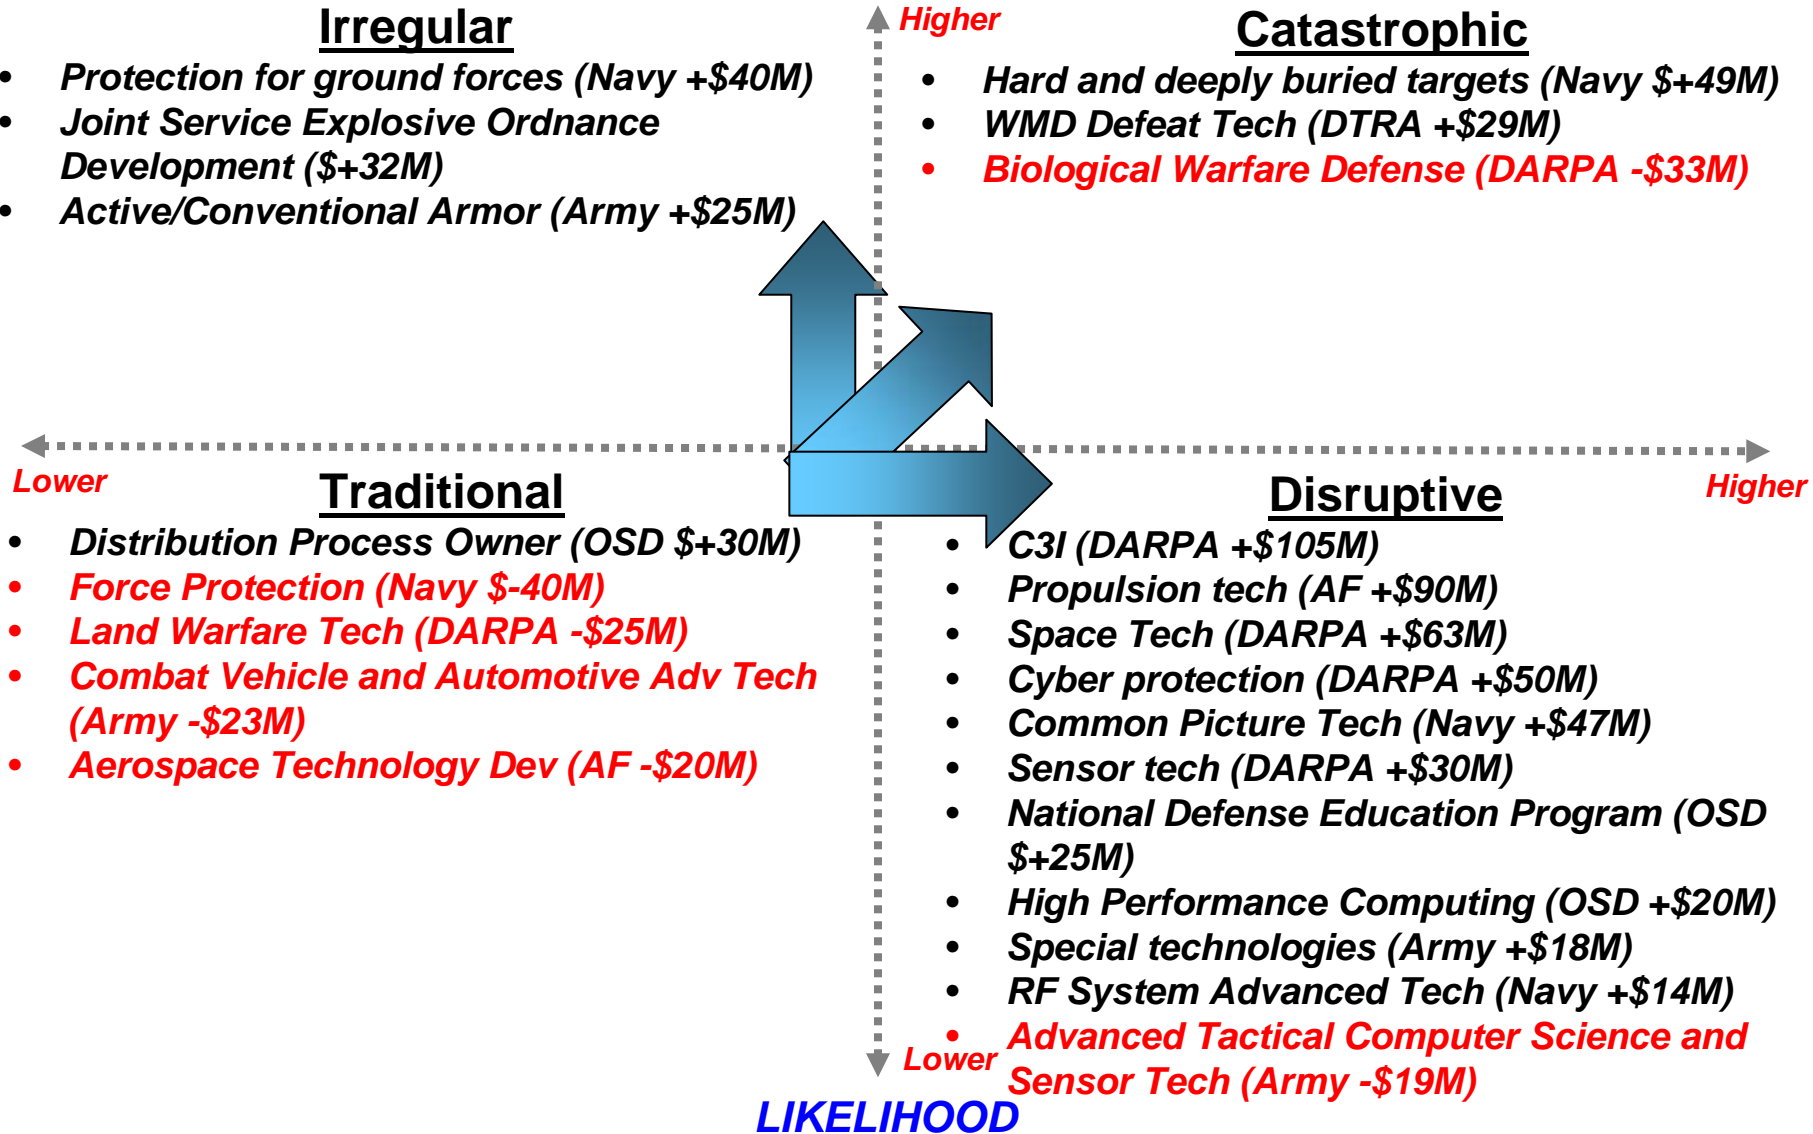 Irregular
• Protection for ground forces (Navy +$40M)
• Joint Service Explosive Ordnance
Development ($+32M)
• Active/Conventional Armor (Army +$25M)
Higher
Catastrophic
• Hard and deeply buried targets (Navy $+49M)
• WMD Defeat Tech (DTRA +$29M)
• Biological Warfare Defense (DARPA -$33M)
Lower
Higher
Traditional
• Distribution Process Owner (OSD $+30M)
• Force Protection (Navy $-40M)
• Land Warfare Tech (DARPA -$25M)
• Combat Vehicle and Automotive Adv Tech
(Army -$23M)
• Aerospace Technology Dev (AF -$20M)
Disruptive
• C3I (DARPA +$105M)
• Propulsion tech (AF +$90M)
• Space Tech (DARPA +$63M)
• Cyber protection (DARPA +$50M)
• Common Picture Tech (Navy +$47M)
• Sensor tech (DARPA +$30M)
• National Defense Education Program (OSD
$+25M)
• High Performance Computing (OSD +$20M)
• Special technologies (Army +$18M)
• RF System Advanced Tech (Navy +$14M)
• Advanced Tactical Computer Science and
Sensor Tech (Army -$19M)
Lower
LIKELIHOOD